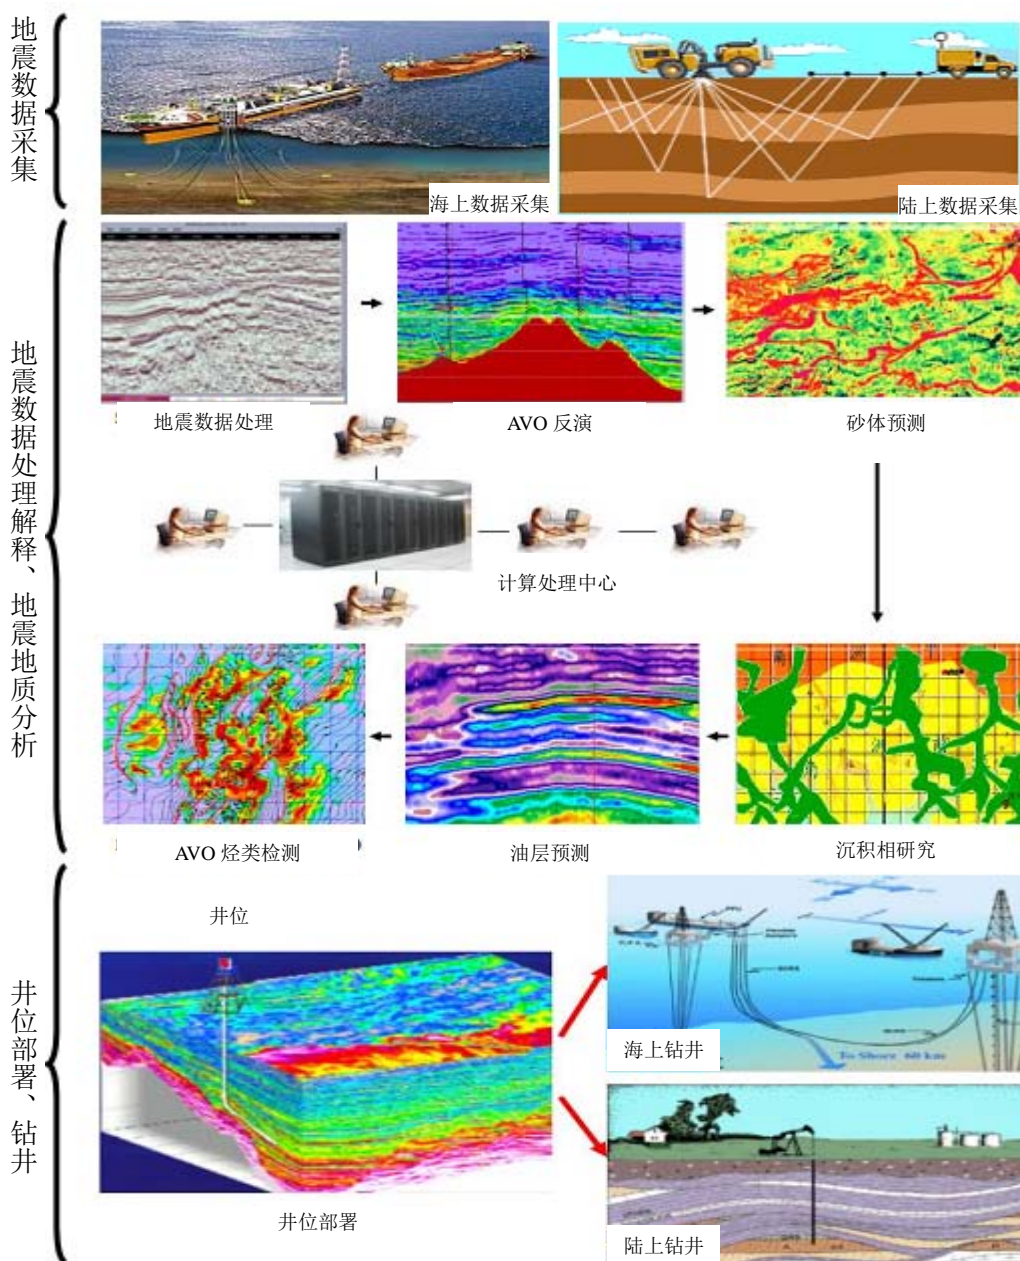 地震数据采集
海上数据采集
陆上数据采集
地震数据处理解释、地震地质分析
地震数据处理
AVO 反演
砂体预测
计算处理中心
AVO 烃类检测
油层预测
沉积相研究
井位部署、钻井
井位
海上钻井
To Shore 60 km
井位部署
陆上钻井